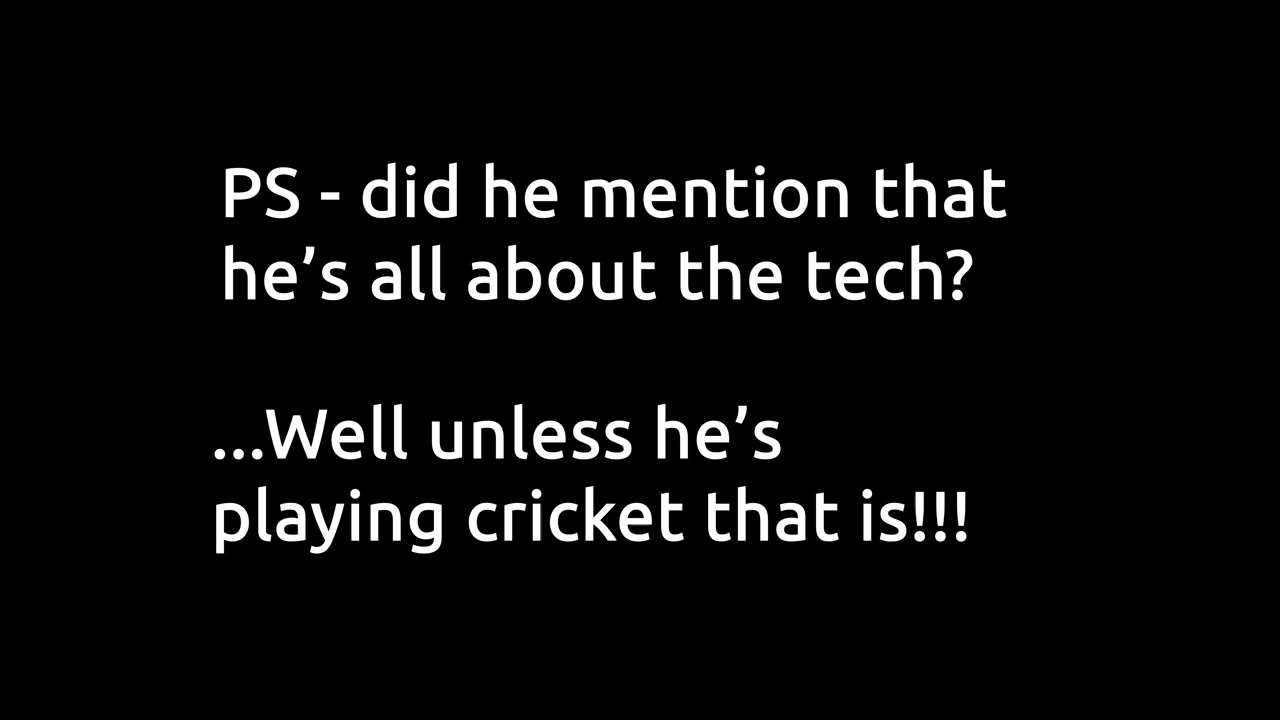 PS - did he mention that
he’s all about the tech?
...Well unless he’s
playing cricket that is!!!